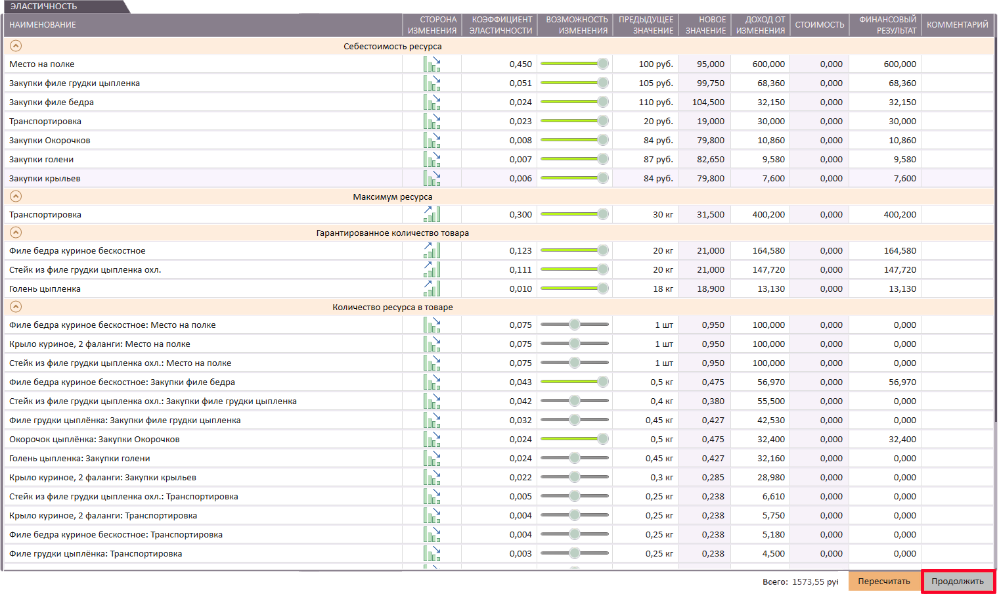 ЭЛАСТИЧНОСТЬ
НАИМЕНОВАНИЕ СТОРОНА ИЗМЕНЕНИЯ КОЭФФИЦИЕНТ ЭЛАСТИЧНОСТИ ВОЗМОЖНОСТЬ ИЗМЕНЕНИЯ ПРЕДЫДУЩЕЕ ЗНАЧЕНИЕ НОВОЕ ЗНАЧЕНИЕ ДОХОД ОТ ИЗМЕНЕНИЯ СТОИМОСТЬ ФИНАНСОВЫЙ РЕЗУЛЬТАТ КОММЕНТАРИЙ
Себестоимость ресурса
Место на полке 0,450 100 руб. 95,000 600,000 0,000 600,000
Закупки филе грудки цыпленка 0,051 105 руб. 99,750 68,360 0,000 68,360
Закупки филе бедра 0,024 110 руб. 104,500 32,150 0,000 32,150
Транспортировка 0,023 20 руб. 19,000 30,000 0,000 30,000
Закупки Окорочков 0,008 84 руб. 79,800 10,860 0,000 10,860
Закупки голени 0,007 87 руб. 82,650 9,580 0,000 9,580
Закупки крыльев 0,006 84 руб. 79,800 7,600 0,000 7,600
Максимум ресурса
Транспортировка 0,300 30 кг 31,500 400,200 0,000 400,200
Гарантированное количество товара
Филе бедра куриное бескостное 0,123 20 кг 21,000 164,580 0,000 164,580
Стейк из филе грудки цыпленка охл. 0,111 20 кг 21,000 147,720 0,000 147,720
Голень цыпленка 0,010 18 кг 18,900 13,130 0,000 13,130
Количество ресурса в товаре
Филе бедра куриное бескостное: Место на полке 0,075 1 шт 0,950 100,000 0,000 0,000
Крыло куриное, 2 фаланги: Место на полке 0,075 1 шт 0,950 100,000 0,000 0,000
Стейк из филе грудки цыпленка охл.: Место на полке 0,075 1 шт 0,950 100,000 0,000 0,000
Филе бедра куриное бескостное: Закупки филе бедра 0,043 0,5 кг 0,475 56,970 0,000 56,970
Стейк из филе грудки цыпленка охл.: Закупки филе грудки цыпленка 0,042 0,4 кг 0,380 55,500 0,000 0,000
Филе грудки цыплёнка: Закупки филе грудки цыпленка 0,032 0,45 кг 0,427 42,530 0,000 0,000
Окорочок цыплёнка: Закупки Окорочков 0,024 0,5 кг 0,475 32,400 0,000 32,400
Голень цыпленка: Закупки голени 0,024 0,45 кг 0,427 32,160 0,000 0,000
Крыло куриное, 2 фаланги: Закупки крыльев 0,022 0,3 кг 0,285 28,980 0,000 0,000
Стейк из филе грудки цыпленка охл.: Транспортировка 0,005 0,25 кг 0,238 6,610 0,000 0,000
Крыло куриное, 2 фаланги: Транспортировка 0,004 0,25 кг 0,238 5,750 0,000 0,000
Филе бедра куриное бескостное: Транспортировка 0,004 0,25 кг 0,238 5,180 0,000 0,000
Филе грудки цыплёнка: Транспортировка 0,003 0,25 кг 0,238 4,500 0,000 0,000
Всего: 1573,55 руб Пересчитать Продолжить